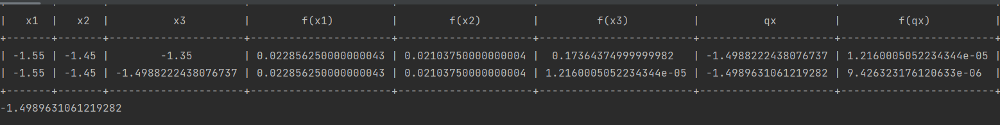 |   x1  |   x2  |          x3         |        f(x1)         |        f(x2)        |         f(x3)          |          qx         |         f(qx)          |
+-------+-------+---------------------+----------------------+---------------------+------------------------+---------------------+------------------------+
| -1.55 | -1.45 |        -1.35        | 0.022856250000000043 | 0.02103750000000004 |  0.17364374999999982   | -1.4988222438076737 | 1.2160005052234344e-05 |
| -1.55 | -1.45 | -1.4988222438076737 | 0.022856250000000043 | 0.02103750000000004 | 1.2160005052234344e-05 | -1.4989631061219282 | 9.426323176120633e-06  |
+-------+-------+---------------------+----------------------+---------------------+------------------------+---------------------+------------------------+
-1.4989631061219282